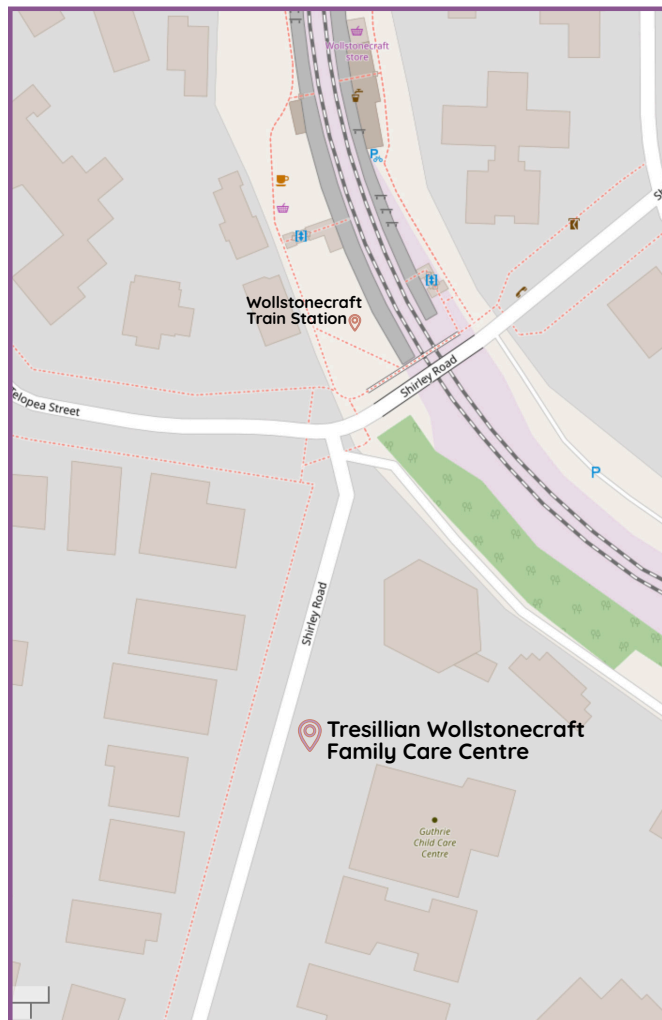 Wollstonecraft
store
P
Wollstonecraft
Train Station
Shirley Road
Telopea Street
P
Shirley Road
Tresillian Wollstonecraft
Family Care Centre
Guthrie
Child Care
Centre